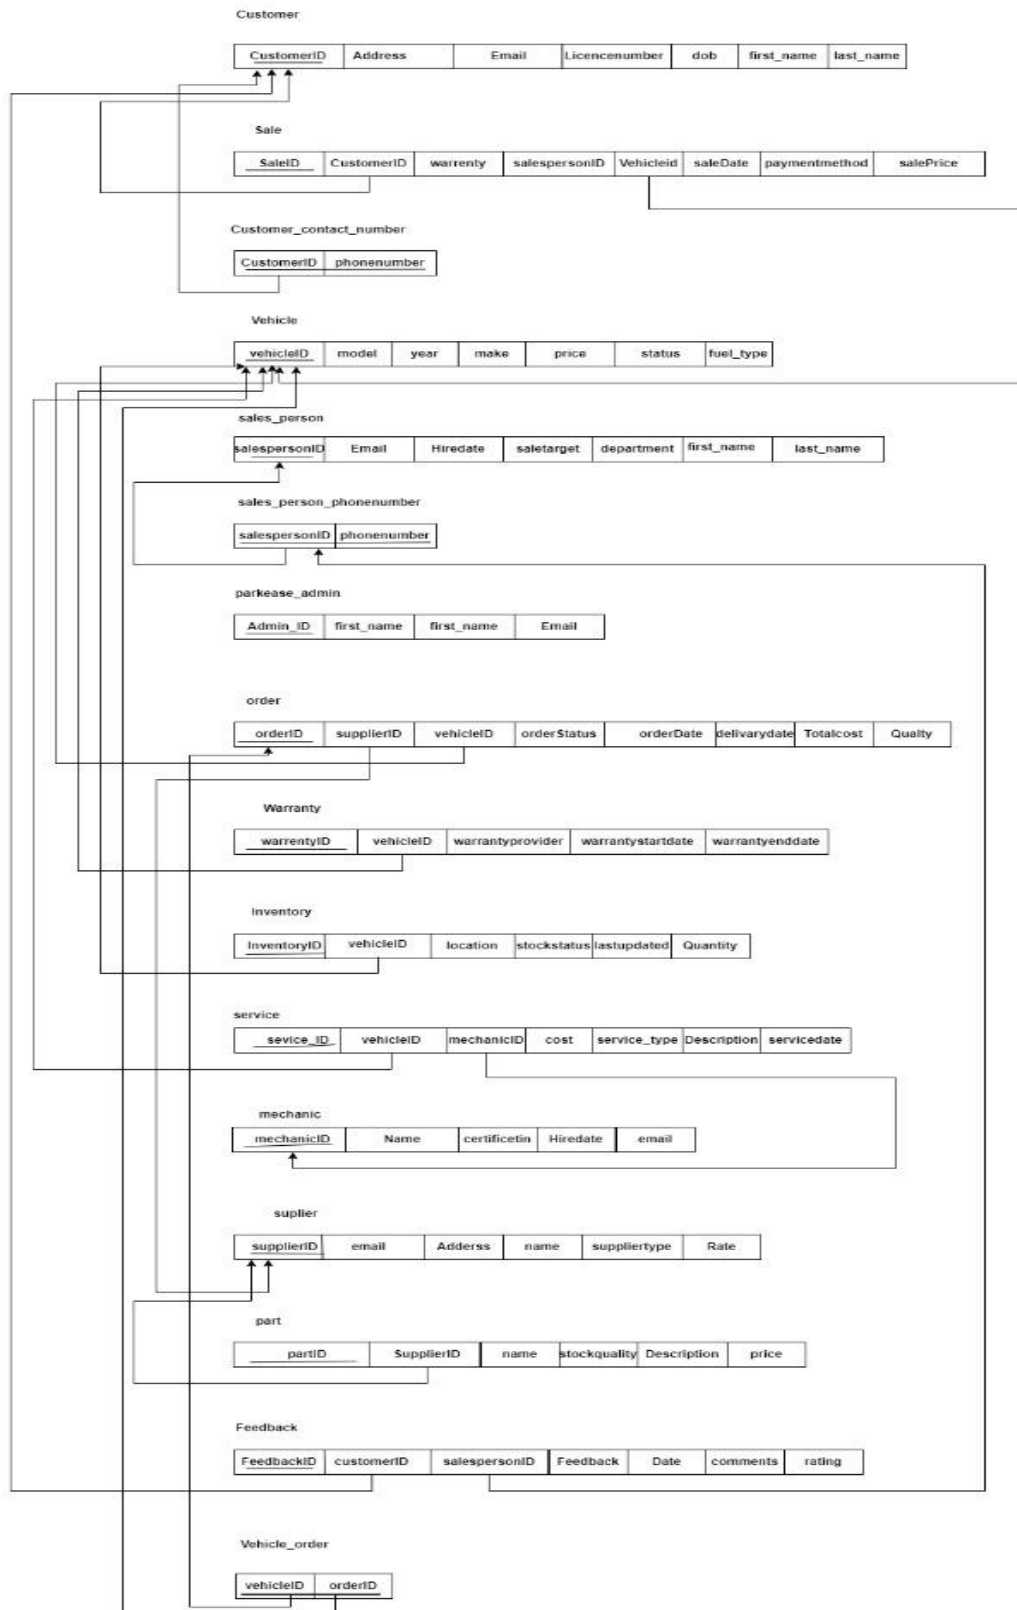 Customer
CustomerID Address Email Licencenumber dob first_name last_name
Sale
SaleID CustomerID warrenty salespersonID Vehicleid saleDate paymentmethod salePrice
Customer_contact_number
CustomerID phonenumber
Vehicle
vehicleID model year make price status fuel_type
sales_person
salespersonID Email Hiredate saletarget department first_name last_name
sales_person_phonenumber
salespersonID phonenumber
parkease_admin
Admin_ID first_name first_name Email
order
orderID supplierID vehicleID orderStatus orderDate delivarydate Totalcost Qualty
Warranty
warrentyID vehicleID warrantyprovider warrantystartdate warrantyenddate
Inventory
InventoryID vehicleID location stockstatus lastupdated Quantity
service
sevice_ID vehicleID mechanicID cost service_type Description servicedate
mechanic
mechanicID Name certificetin Hiredate email
suplier
supplierID email Adderss name suppliertype Rate
part
partID SupplierID name stockquality Description price
Feedback
FeedbackID customerID salespersonID Feedback Date comments rating
Vehicle_order
vehicleID orderID